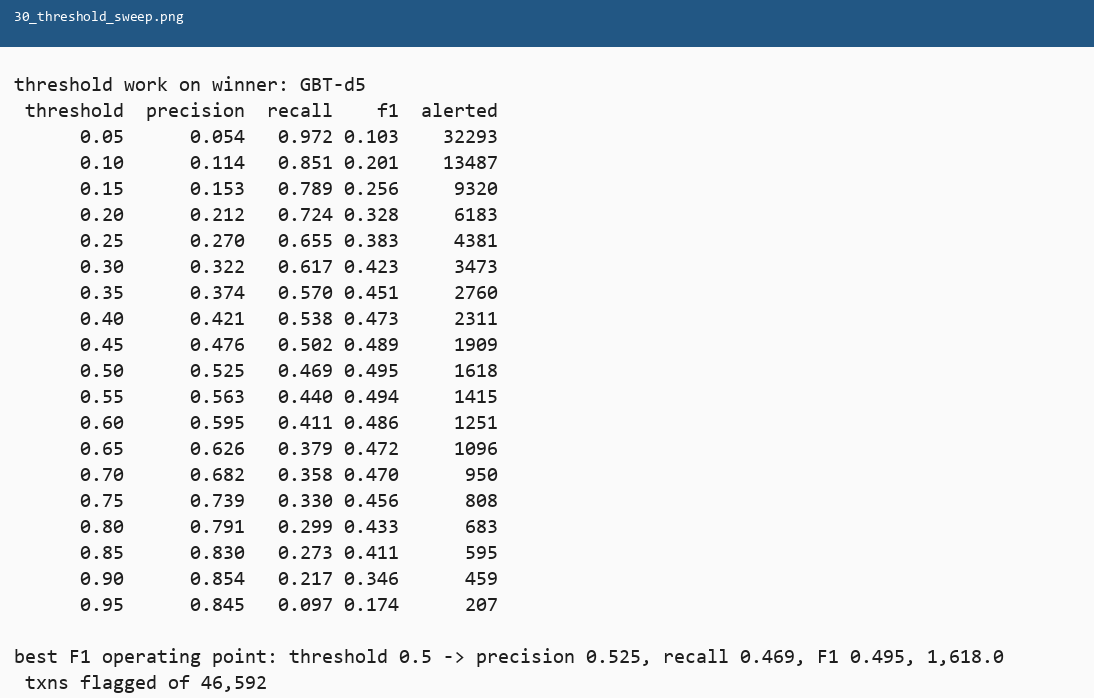 30_threshold_sweep.png
threshold work on winner: GBT-d5
threshold precision recall f1 alerted
0.05 0.054 0.972 0.103 32293
0.10 0.114 0.851 0.201 13487
0.15 0.153 0.789 0.256 9320
0.20 0.212 0.724 0.328 6183
0.25 0.270 0.655 0.383 4381
0.30 0.322 0.617 0.423 3473
0.35 0.374 0.570 0.451 2760
0.40 0.421 0.538 0.473 2311
0.45 0.476 0.502 0.489 1909
0.50 0.525 0.469 0.495 1618
0.55 0.563 0.440 0.494 1415
0.60 0.595 0.411 0.486 1251
0.65 0.626 0.379 0.472 1096
0.70 0.682 0.358 0.470 950
0.75 0.739 0.330 0.456 808
0.80 0.791 0.299 0.433 683
0.85 0.830 0.273 0.411 595
0.90 0.854 0.217 0.346 459
0.95 0.845 0.097 0.174 207
best F1 operating point: threshold 0.5 -> precision 0.525, recall 0.469, F1 0.495, 1,618.0
txns flagged of 46,592